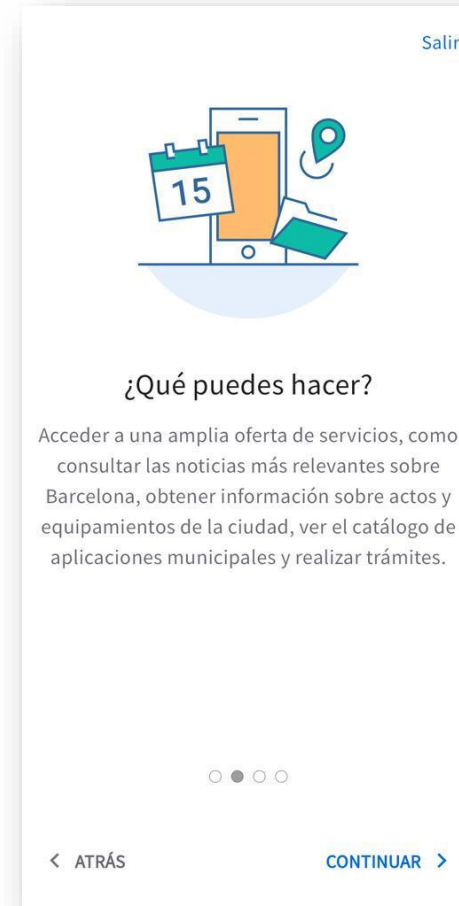 Salir
15
¿Qué puedes hacer?
Acceder a una amplia oferta de servicios, como
consultar las noticias más relevantes sobre
Barcelona, obtener información sobre actos y
equipamientos de la ciudad, ver el catálogo de
aplicaciones municipales y realizar trámites.
ATRÁS
CONTINUAR